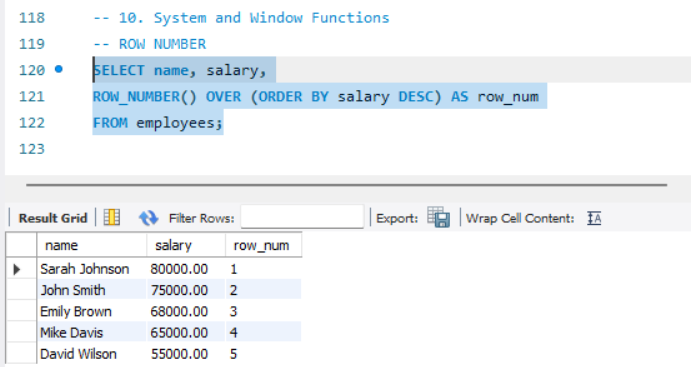 118 -- 10. System and Window Functions
119 -- ROW NUMBER
120 SELECT name, salary,
121 ROW_NUMBER() OVER (ORDER BY salary DESC) AS row_num
122 FROM employees;
123
Result Grid Filter Rows: Export: Wrap Cell Content: IA
name salary row_num
Sarah Johnson 80000.00 1
John Smith 75000.00 2
Emily Brown 68000.00 3
Mike Davis 65000.00 4
David Wilson 55000.00 5